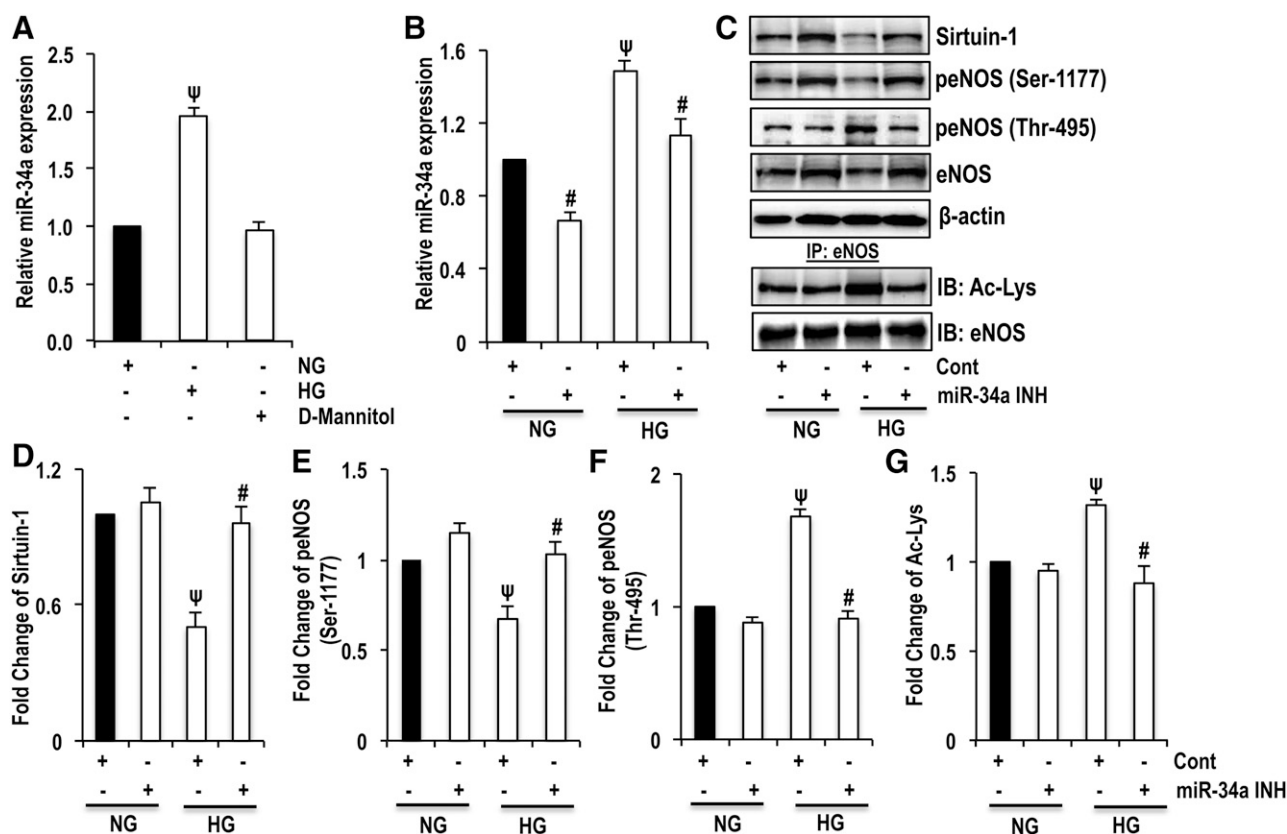 A
Relative miR-34a expression
2.5
2.0
1.5
1.0
0.5
0.0
Ψ
+ - - NG
- + - HG
- - + D-Mannitol
B
Relative miR-34a expression
1.6
1.2
0.8
0.4
0
#
Ψ
#
+ - + -
- + - +
NG HG
C
Sirtuin-1
peNOS (Ser-1177)
peNOS (Thr-495)
eNOS
β-actin
IP: eNOS
IB: Ac-Lys
IB: eNOS
+ - + - Cont
- + - + miR-34a INH
NG HG
D
Fold Change of Sirtuin-1
1.2
0.6
0
Ψ
#
+ - + -
- + - +
NG HG
E
Fold Change of peNOS
(Ser-1177)
1.5
1
0.5
0
Ψ
#
+ - + -
- + - +
NG HG
F
Fold Change of peNOS
(Thr-495)
2
1
0
Ψ
#
+ - + -
- + - +
NG HG
G
Fold Change of Ac-Lys
1.5
1
0.5
0
Ψ
#
+ - + - Cont
- + - + miR-34a INH
NG HG